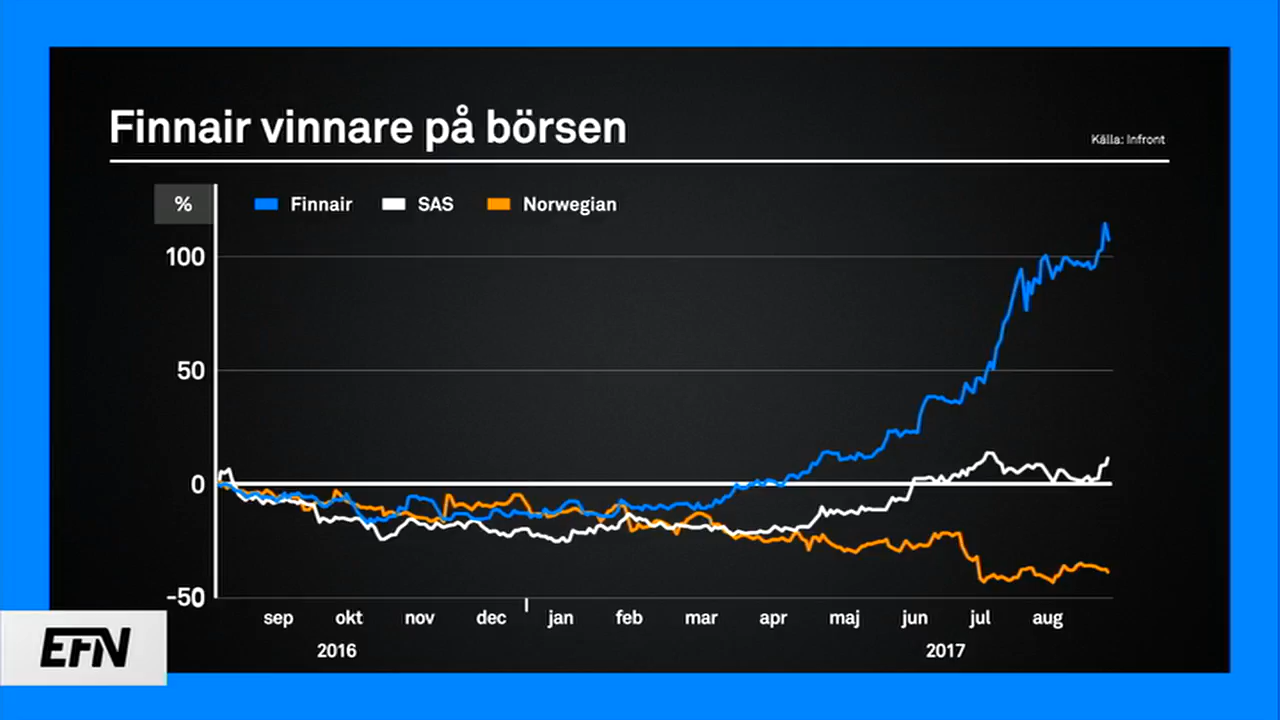 Finnair vinnare på börsen
Källa: Infront
%
Finnair SAS Norwegian
100
50
0
-50
sep okt nov dec jan feb mar apr maj jun jul aug
2016 2017
EFN